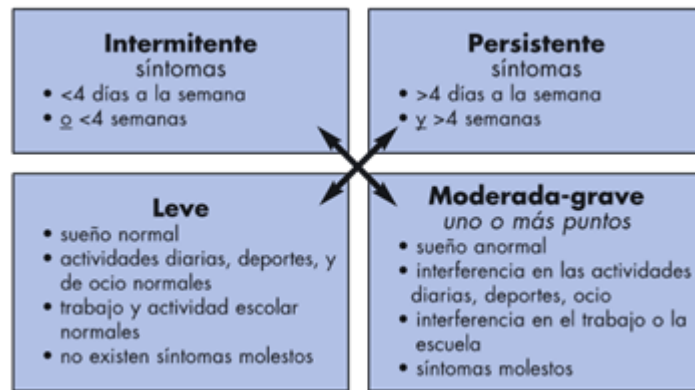 Intermitente
síntomas
• <4 días a la semana
• o <4 semanas
Persistente
síntomas
• >4 días a la semana
• y >4 semanas
Leve
• sueño normal
• actividades diarias, deportes, y
de ocio normales
• trabajo y actividad escolar
normales
• no existen síntomas molestos
Moderada-grave
uno o más puntos
• sueño anormal
• interferencia en las actividades
diarias, deportes, ocio
• interferencia en el trabajo o la
escuela
• síntomas molestos